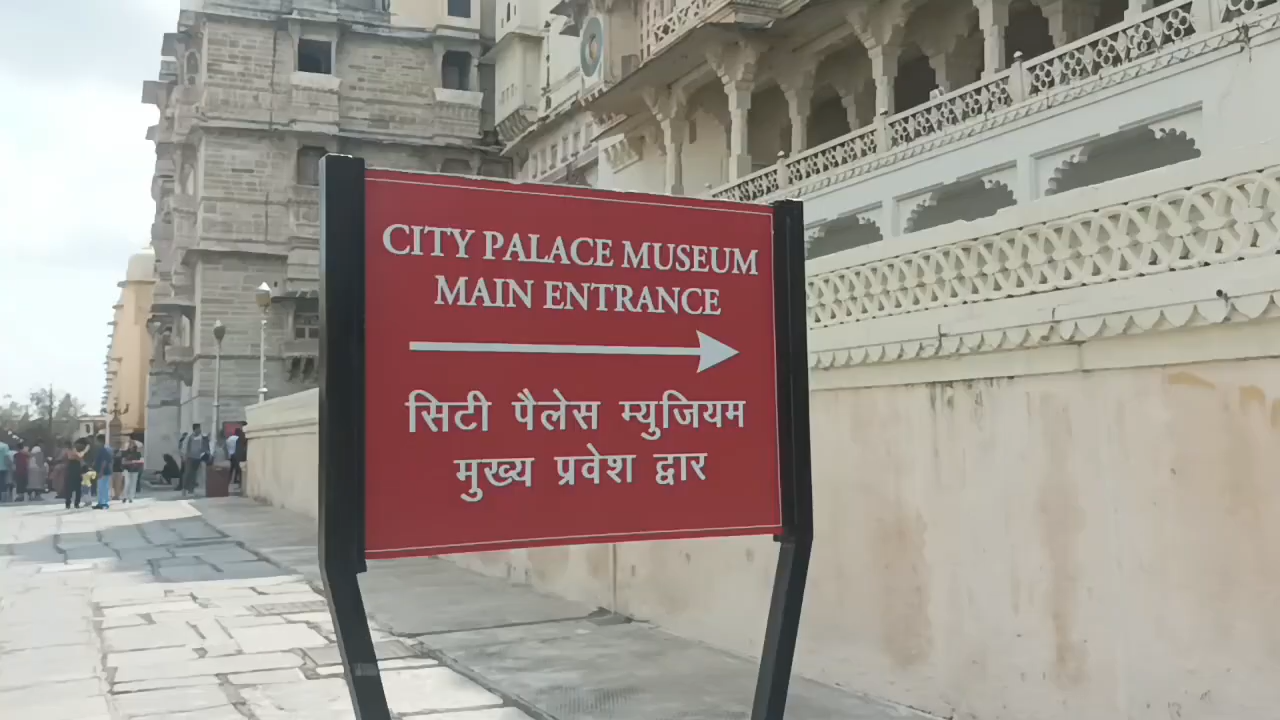 CITY PALACE MUSEUM
MAIN ENTRANCE
सिटी पैलेस म्युजियम
मुख्य प्रवेश द्वार